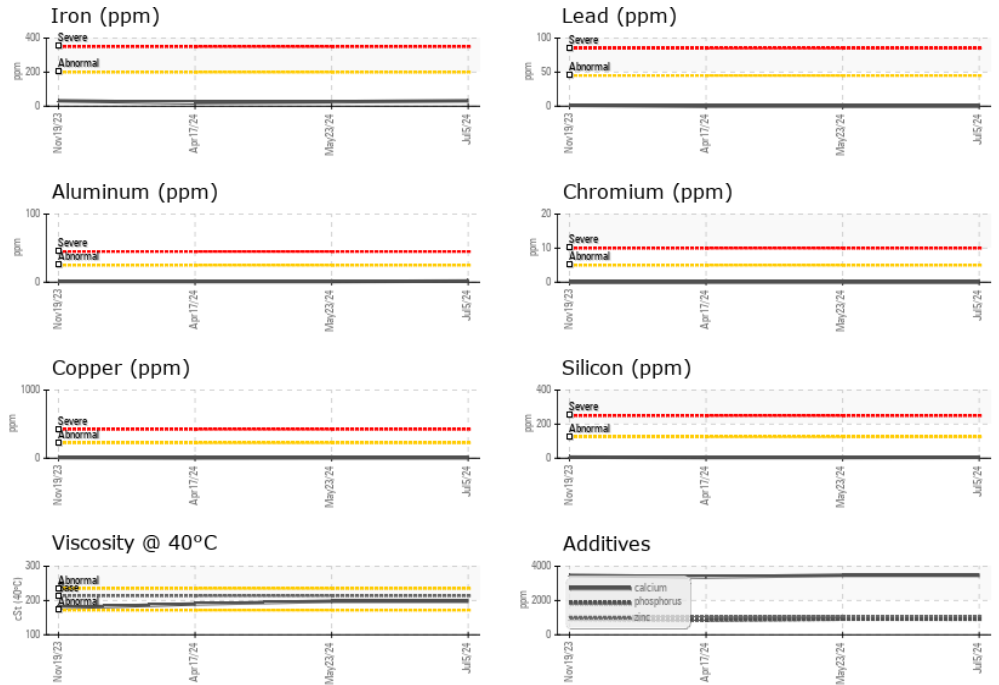 Iron (ppm)
400
200
0
ppm
Severe
Abnormal
Nov19/23
Apr17/24
May23/24
Jul5/24
Lead (ppm)
100
50
0
ppm
Severe
Abnormal
Nov19/23
Apr17/24
May23/24
Jul5/24
Aluminum (ppm)
100
0
ppm
Severe
Abnormal
Nov19/23
Apr17/24
May23/24
Jul5/24
Chromium (ppm)
20
10
0
ppm
Severe
Abnormal
Nov19/23
Apr17/24
May23/24
Jul5/24
Copper (ppm)
1000
0
ppm
Severe
Abnormal
Nov19/23
Apr17/24
May23/24
Jul5/24
Silicon (ppm)
400
200
0
ppm
Severe
Abnormal
Nov19/23
Apr17/24
May23/24
Jul5/24
Viscosity @ 40°C
300
200
100
cSt (40°C)
Abnormal
Base
Abnormal
Nov19/23
Apr17/24
May23/24
Jul5/24
Additives
4000
2000
0
ppm
calcium
phosphorus
zinc
Nov19/23
Apr17/24
May23/24
Jul5/24